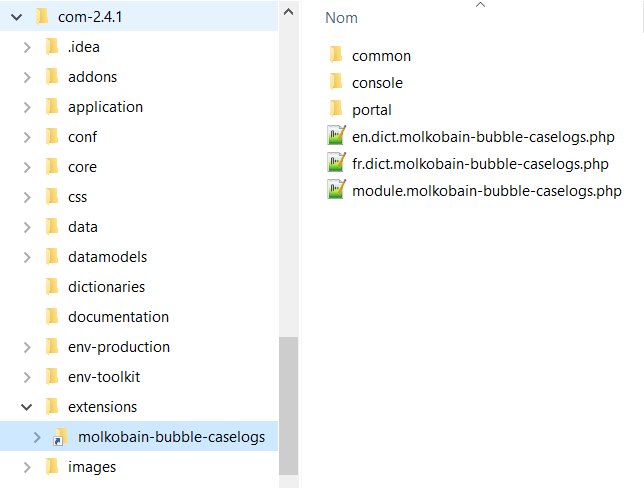 com-2.4.1
.idea
addons
application
conf
core
css
data
datamodels
dictionaries
documentation
env-production
env-toolkit
extensions
molkobain-bubble-caselogs
images
Nom
common
console
portal
en.dict.molkobain-bubble-caselogs.php
fr.dict.molkobain-bubble-caselogs.php
module.molkobain-bubble-caselogs.php